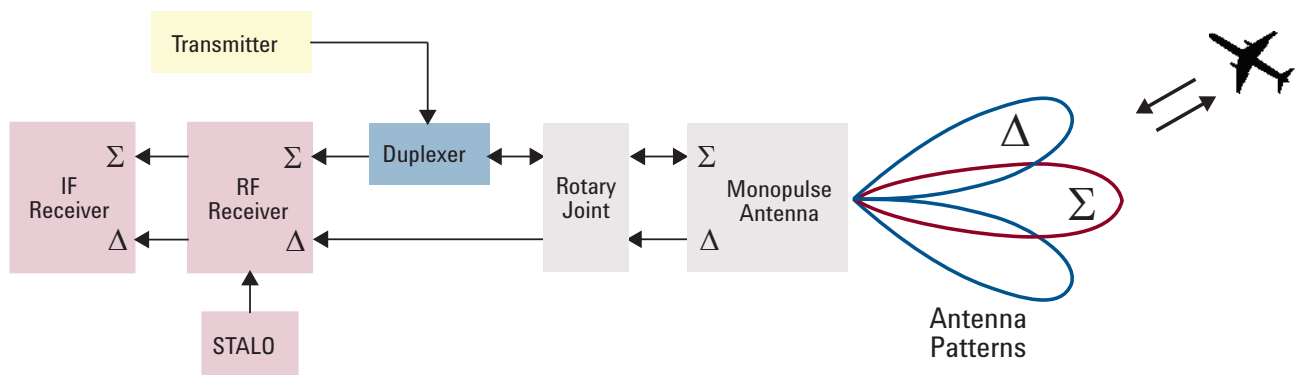 Transmitter
Σ
IF
Receiver
Δ
Σ
RF
Receiver
Δ
Duplexer
Rotary
Joint
Σ
Monopulse
Antenna
Δ
Δ
Σ
STALO
Antenna
Patterns